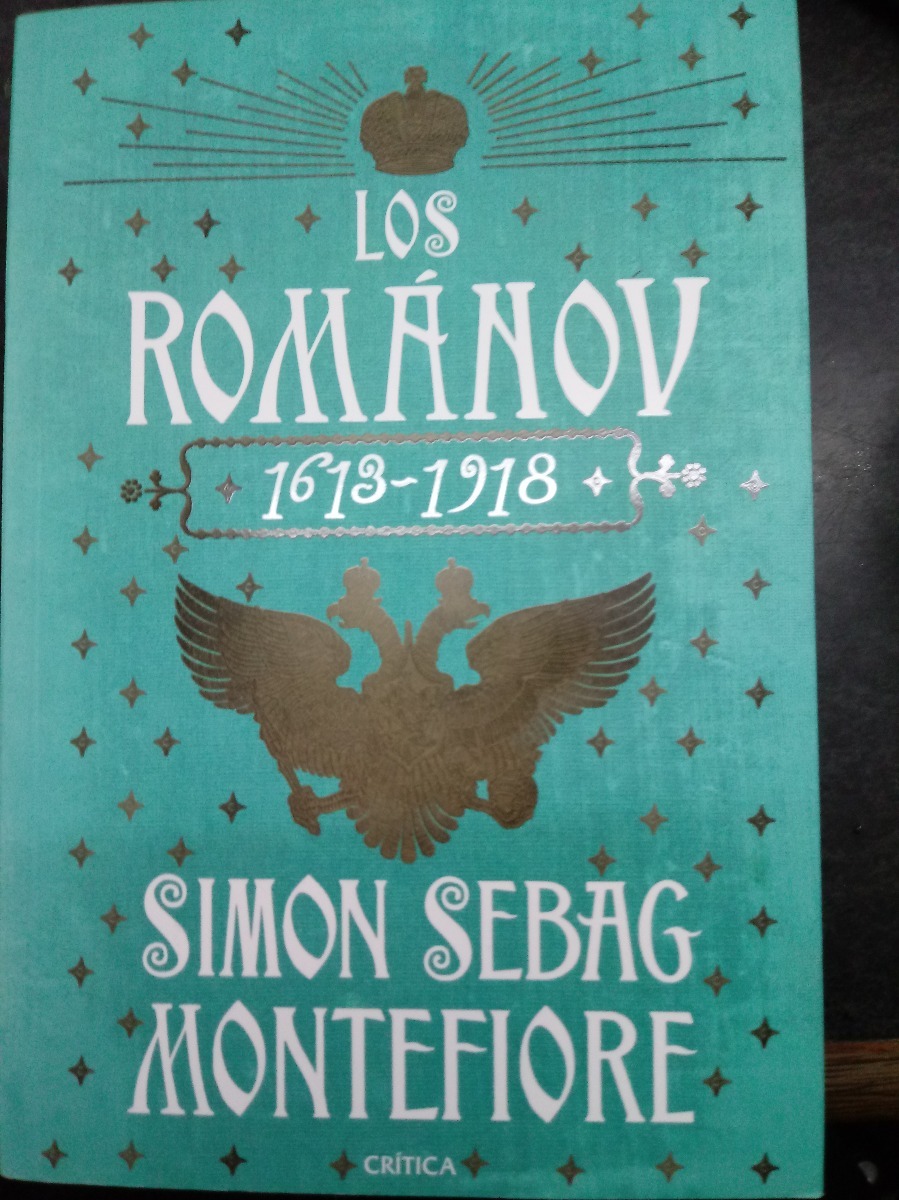 LOS
ROMÁNOV
1613-1918
SIMON SEBAG
MONTEFIORE
CRÍTICA